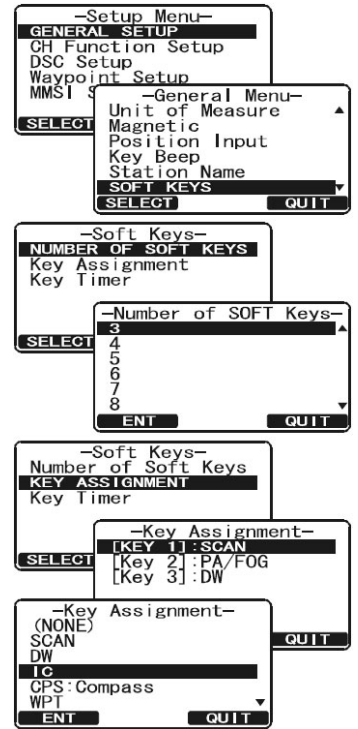 —Setup Menu—
GENERAL SETUP
CH Function Setup
DSC Setup
Waypoint Setup
MMSI S
SELECT
—General Menu—
Unit of Measure
Magnetic
Position Input
Key Beep
Station Name
SOFT KEYS
SELECT QUIT
—Soft Keys—
NUMBER OF SOFT KEYS
Key Assignment
Key Timer
SELECT
—Number of SOFT Keys—
3
4
5
6
7
8
ENT QUIT
—Soft Keys—
Number of Soft Keys
KEY ASSIGNMENT
Key Timer
SELECT
—Key Assignment—
[KEY 1]:SCAN
[Key 2]:PA/FOG
[Key 3]:DW
QUIT
—Key Assignment—
(NONE)
SCAN
DW
IC
CPS:Compass
WPT
ENT QUIT